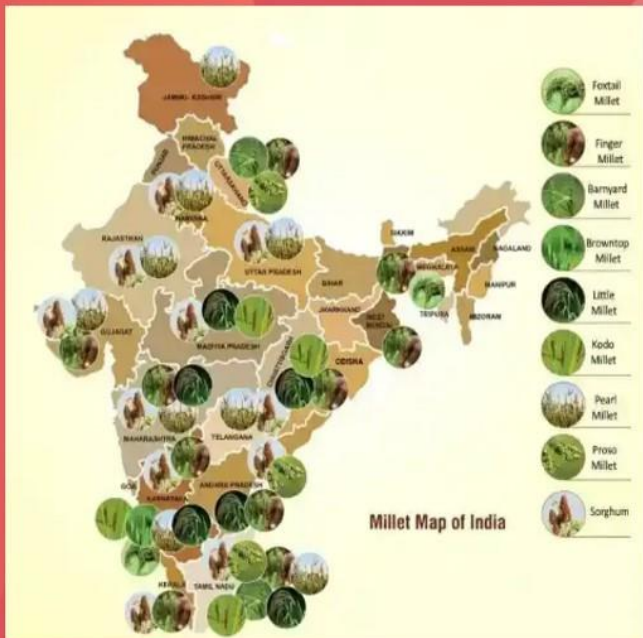 JAMMU- KASHMIR
HIMACHAL
PRADESH
PUNJAB
UTTARAKHAND
HARYANA
RAJASTHAN
UTTAR PRADESH
SIKKIM
ASSAM
NAGALAND
MEGHALAYA
MANIPUR
BIHAR
TRIPURA
MIZORAM
JHARKHAND
WEST
BENGAL
GUJARAT
MADHYA PRADESH
CHHATTISGARH
ODISHA
MAHARASHTRA
TELANGANA
GOA
ANDHRA PRADESH
KARNATAKA
KERALA
TAMIL NADU
Millet Map of India
Foxtail
Millet
Finger
Millet
Barnyard
Millet
Browntop
Millet
Little
Millet
Kodo
Millet
Pearl
Millet
Proso
Millet
Sorghum